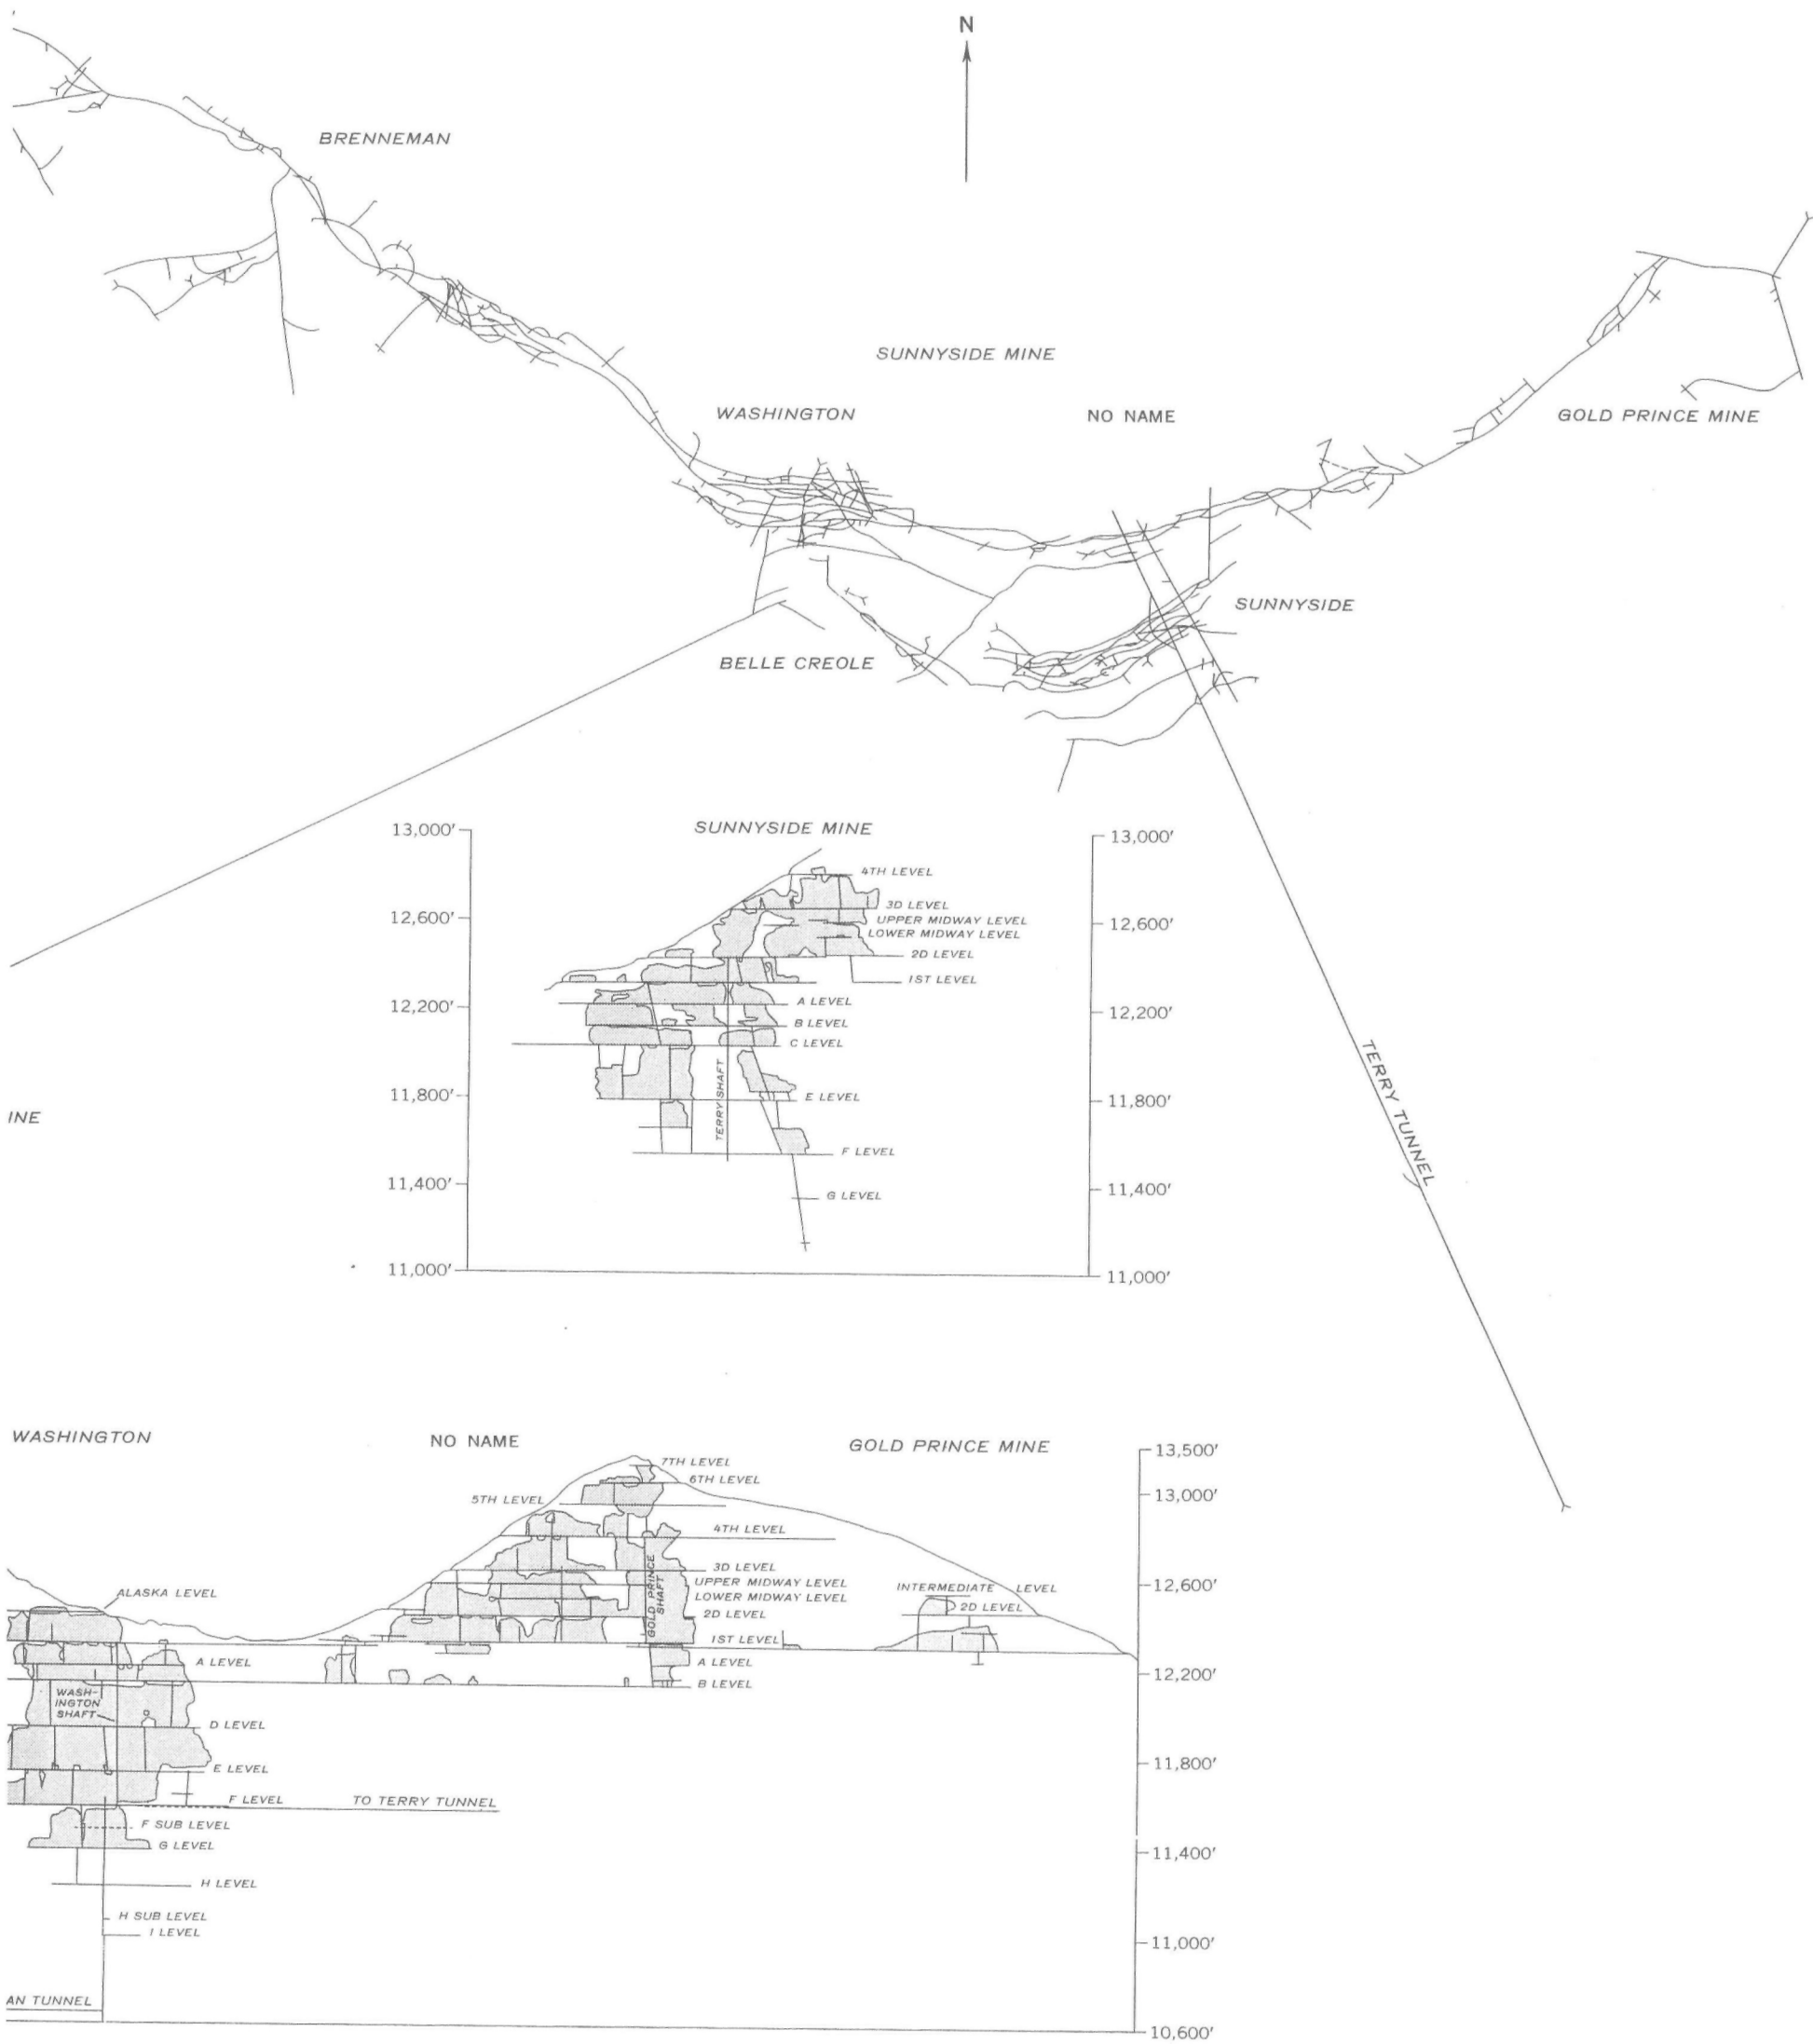 N
BRENNEMAN
SUNNYSIDE MINE
WASHINGTON
NO NAME
GOLD PRINCE MINE
SUNNYSIDE
BELLE CREOLE
TERRY TUNNEL
INE
SUNNYSIDE MINE
13,000'
12,600'
12,200'
11,800'
11,400'
11,000'
4TH LEVEL
3D LEVEL
UPPER MIDWAY LEVEL
LOWER MIDWAY LEVEL
2D LEVEL
1ST LEVEL
A LEVEL
B LEVEL
C LEVEL
TERRY SHAFT
E LEVEL
F LEVEL
G LEVEL
13,000'
12,600'
12,200'
11,800'
11,400'
11,000'
WASHINGTON
NO NAME
GOLD PRINCE MINE
7TH LEVEL
6TH LEVEL
5TH LEVEL
4TH LEVEL
3D LEVEL
UPPER MIDWAY LEVEL
LOWER MIDWAY LEVEL
2D LEVEL
GOLD PRINCE
SHAFT
1ST LEVEL
A LEVEL
B LEVEL
INTERMEDIATE LEVEL
2D LEVEL
ALASKA LEVEL
A LEVEL
WASH-
INGTON
SHAFT
D LEVEL
E LEVEL
F LEVEL
TO TERRY TUNNEL
F SUB LEVEL
G LEVEL
H LEVEL
H SUB LEVEL
I LEVEL
AN TUNNEL
13,500'
13,000'
12,600'
12,200'
11,800'
11,400'
11,000'
10,600'